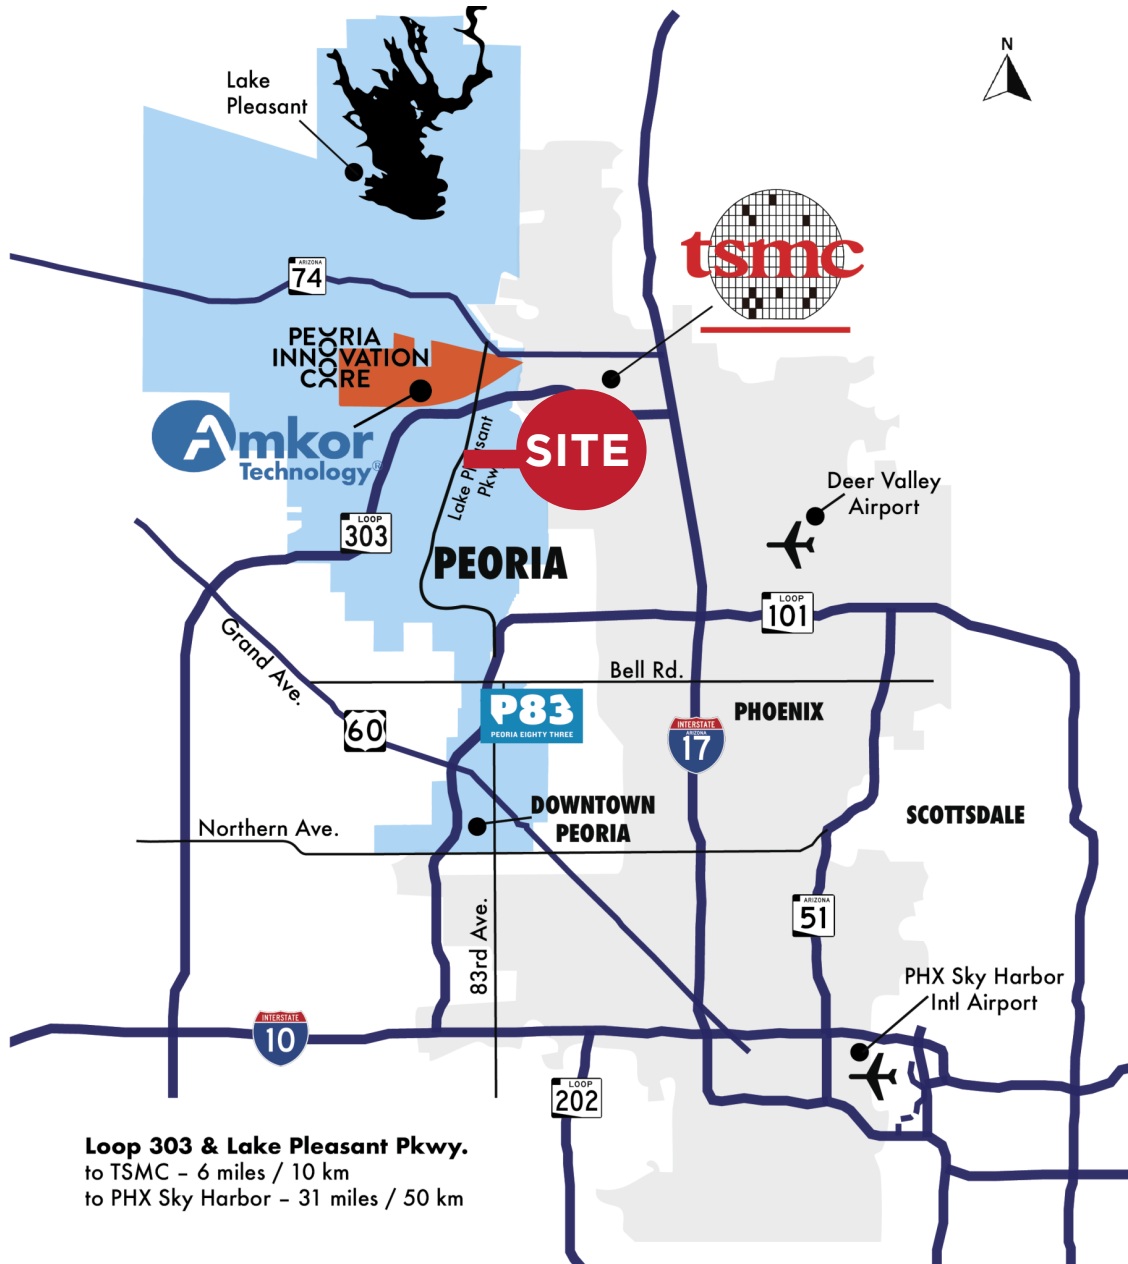 N
Lake
Pleasant
tsmc
ARIZONA
74
PEORIA
INNOVATION
CORE
Amkor
Technology®
SITE
Lake Pleasant
Pkwy.
Deer Valley
Airport
LOOP
303
PEORIA
LOOP
101
Grand Ave.
Bell Rd.
P83
PEORIA EIGHTY THREE
PHOENIX
60
INTERSTATE
ARIZONA
17
DOWNTOWN
PEORIA
SCOTTSDALE
Northern Ave.
83rd Ave.
ARIZONA
51
PHX Sky Harbor
Intl Airport
INTERSTATE
10
LOOP
202
Loop 303 & Lake Pleasant Pkwy.
to TSMC – 6 miles / 10 km
to PHX Sky Harbor – 31 miles / 50 km